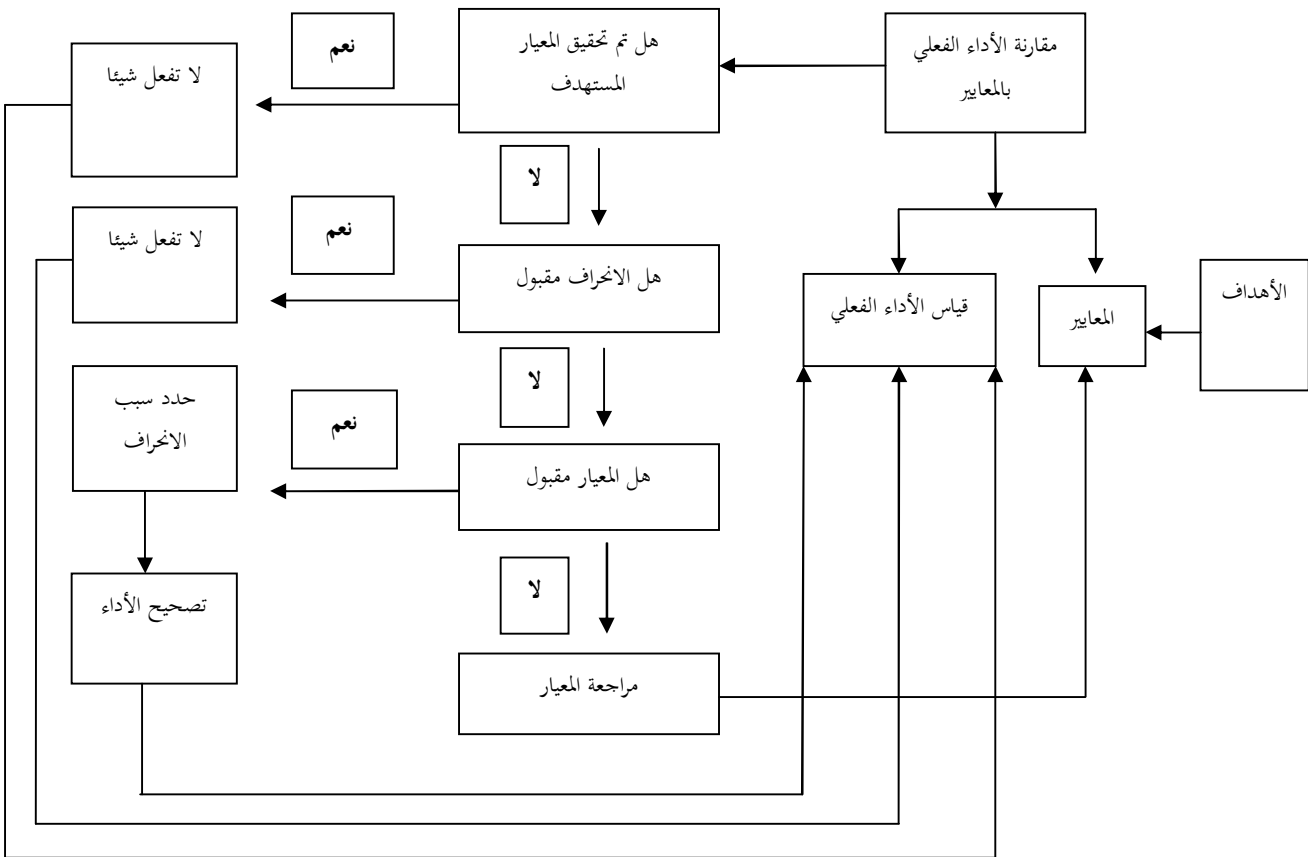 مقارنة الأداء الفعلي
بالمعايير
هل تم تحقيق المعيار
المستهدف
نعم
لا تفعل شيئا
لا
الأهداف
المعايير
قياس الأداء الفعلي
هل الانحراف مقبول
نعم
لا تفعل شيئا
لا
هل المعيار مقبول
نعم
حدد سبب
الانحراف
لا
مراجعة المعيار
تصحيح الأداء